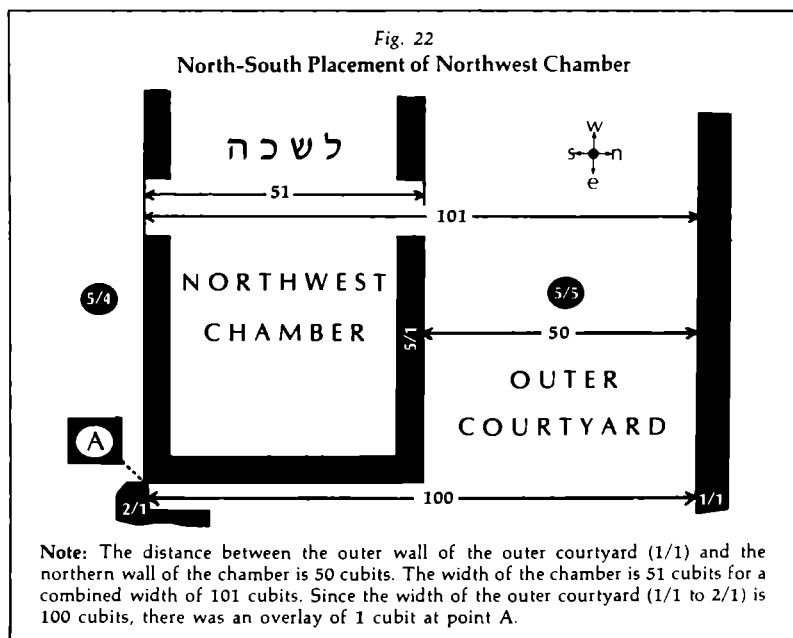 Fig. 22
North-South Placement of Northwest Chamber
לשכה
w
s n
e
51
101
5/4
NORTHWEST
CHAMBER
5/1
5/5
50
OUTER
COURTYARD
A
2/1
100
1/1
Note: The distance between the outer wall of the outer courtyard (1/1) and the
northern wall of the chamber is 50 cubits. The width of the chamber is 51 cubits for a
combined width of 101 cubits. Since the width of the outer courtyard (1/1 to 2/1) is
100 cubits, there was an overlay of 1 cubit at point A.